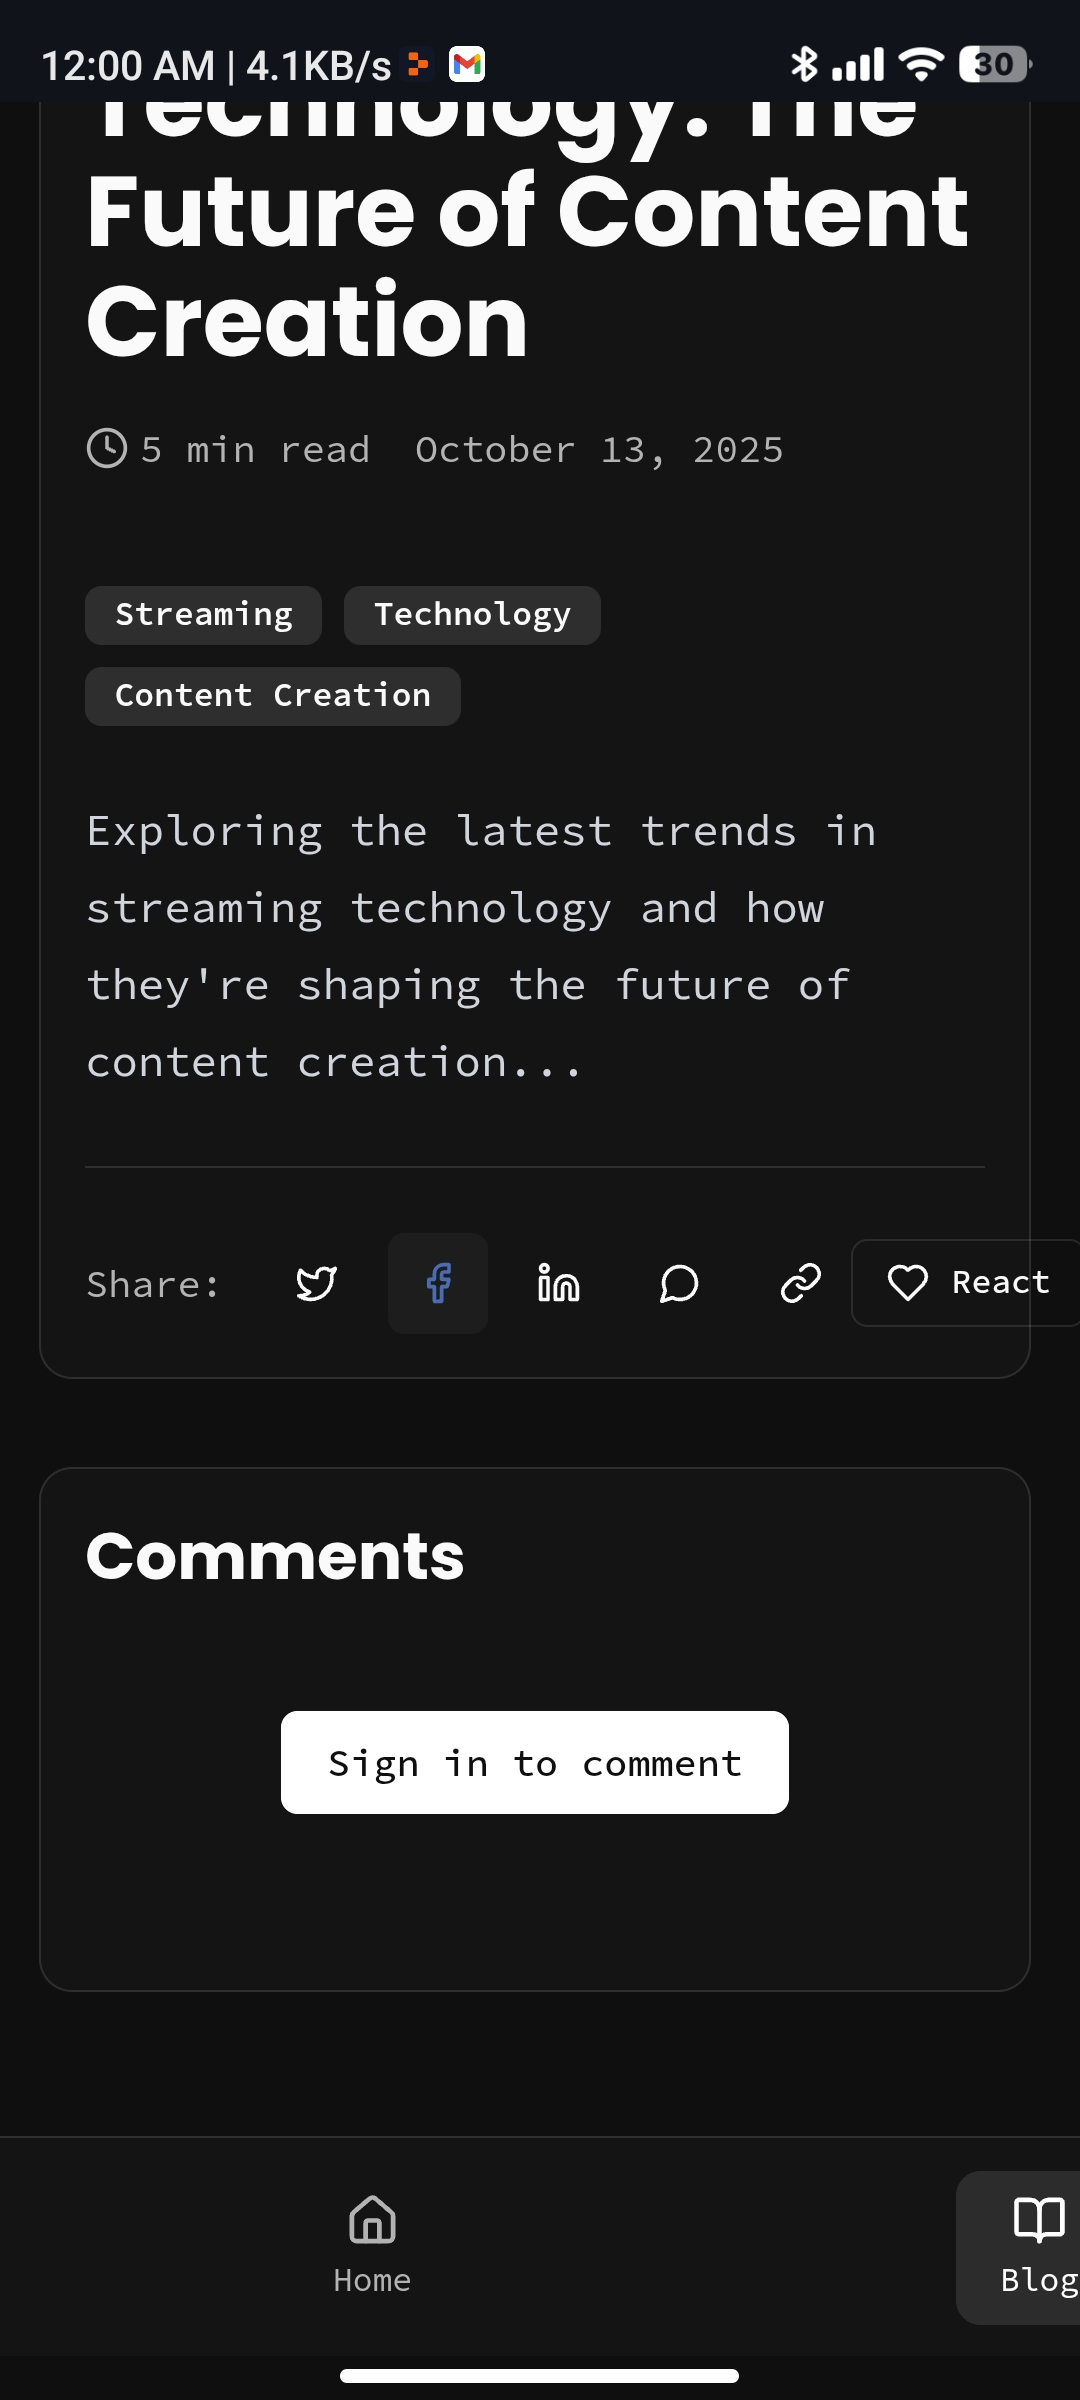 12:00 AM | 4.1KB/s
30
Technology: The
Future of Content
Creation
5 min read October 13, 2025
Streaming
Technology
Content Creation
Exploring the latest trends in
streaming technology and how
they're shaping the future of
content creation...
Share:
React
Comments
Sign in to comment
Home
Blog